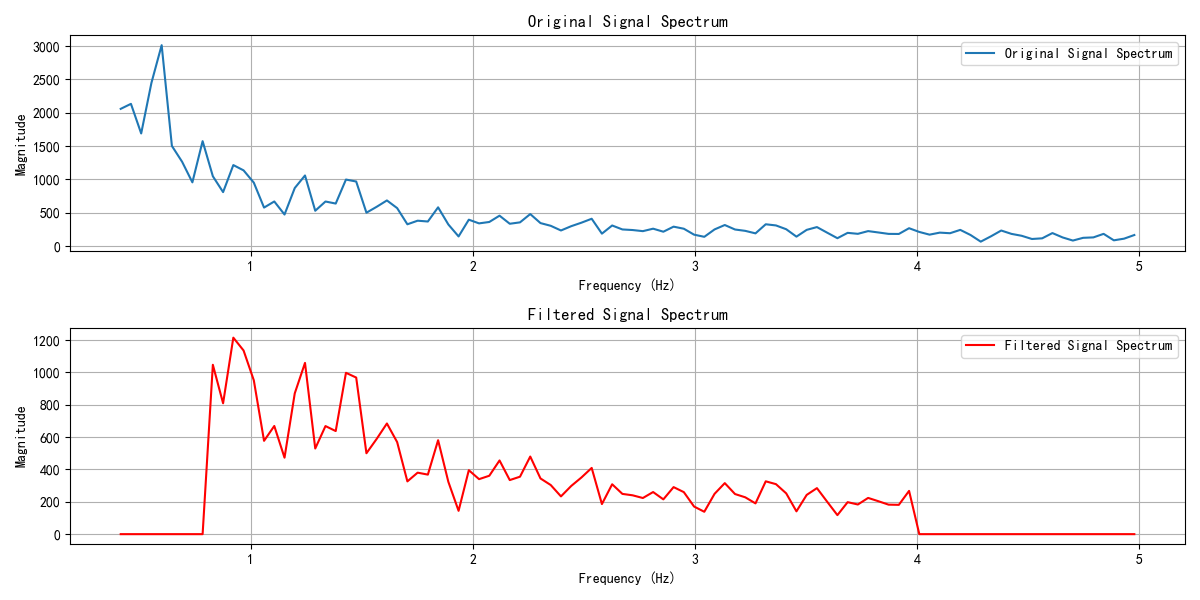 Original Signal Spectrum
Original Signal Spectrum
3000
2500
2000
1500
1000
500
0
Magnitude
1 2 3 4 5
Frequency (Hz)
Filtered Signal Spectrum
Filtered Signal Spectrum
1200
1000
800
600
400
200
0
Magnitude
1 2 3 4 5
Frequency (Hz)